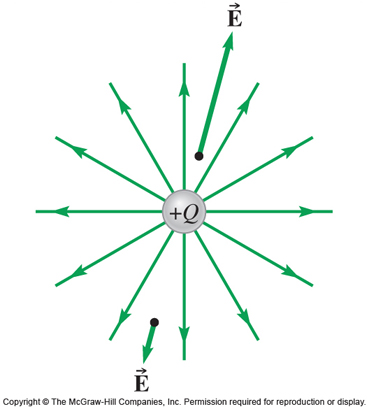 E
+Q
E
Copyright © The McGraw-Hill Companies, Inc. Permission required for reproduction or display.